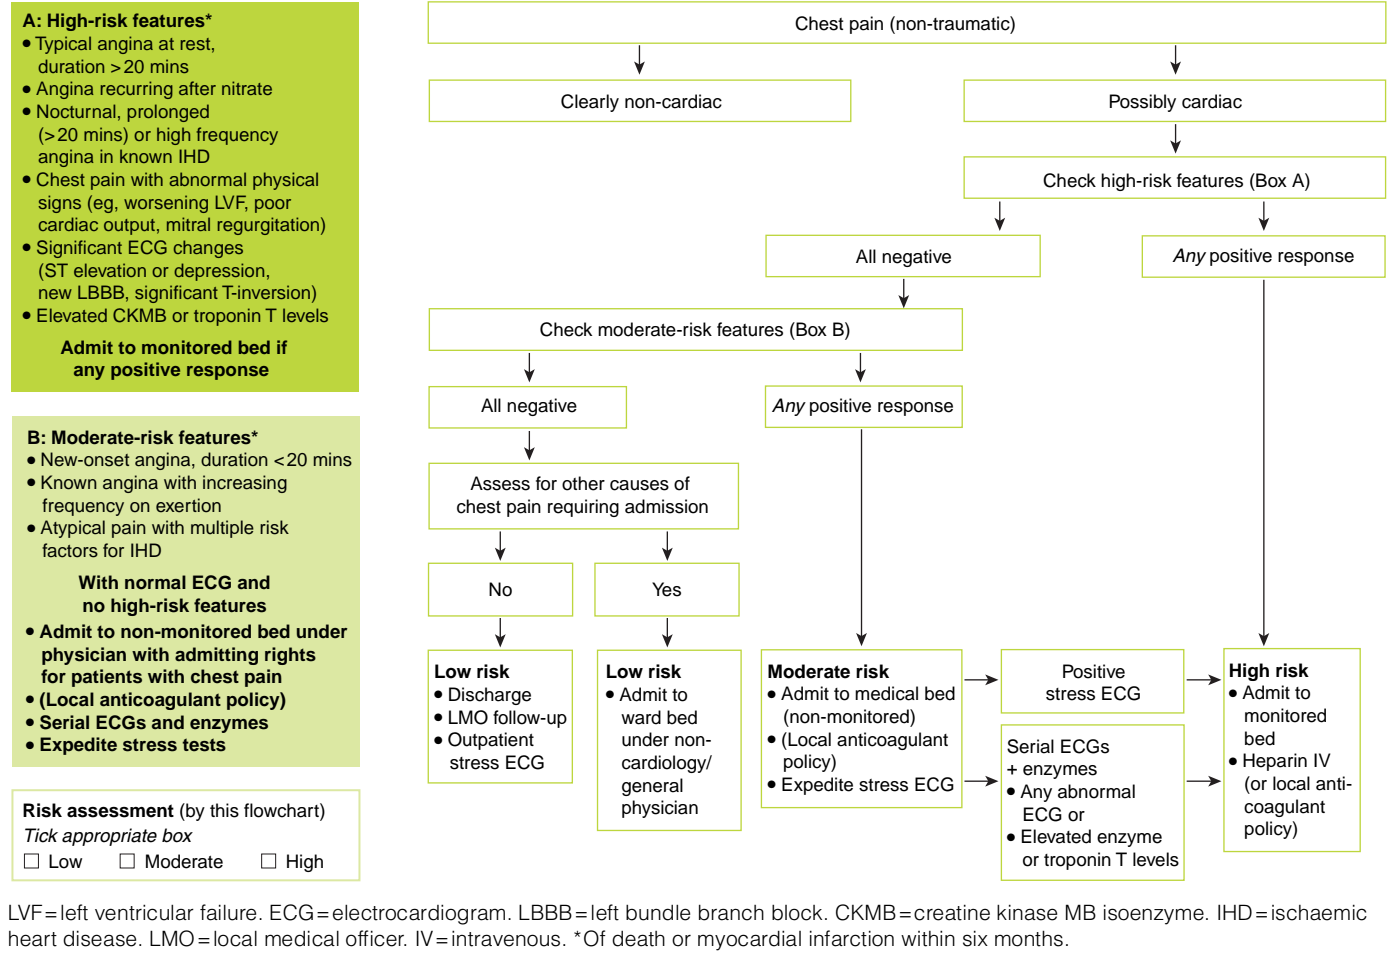 A: High-risk features*
• Typical angina at rest,
duration >20 mins
• Angina recurring after nitrate
• Nocturnal, prolonged
(>20 mins) or high frequency
angina in known IHD
• Chest pain with abnormal physical
signs (eg, worsening LVF, poor
cardiac output, mitral regurgitation)
• Significant ECG changes
(ST elevation or depression,
new LBBB, significant T-inversion)
• Elevated CKMB or troponin T levels
Admit to monitored bed if
any positive response
B: Moderate-risk features*
• New-onset angina, duration <20 mins
• Known angina with increasing
frequency on exertion
• Atypical pain with multiple risk
factors for IHD
With normal ECG and
no high-risk features
• Admit to non-monitored bed under
physician with admitting rights
for patients with chest pain
• (Local anticoagulant policy)
• Serial ECGs and enzymes
• Expedite stress tests
Risk assessment (by this flowchart)
Tick appropriate box
☐ Low ☐ Moderate ☐ High
Chest pain (non-traumatic)
Clearly non-cardiac
Possibly cardiac
Check high-risk features (Box A)
All negative
Any positive response
Check moderate-risk features (Box B)
All negative
Any positive response
Assess for other causes of
chest pain requiring admission
No
Yes
Low risk
• Discharge
• LMO follow-up
• Outpatient
stress ECG
Low risk
• Admit to
ward bed
under non-
cardiology/
general
physician
Moderate risk
• Admit to medical bed
(non-monitored)
• (Local anticoagulant
policy)
• Expedite stress ECG
Positive
stress ECG
Serial ECGs
+ enzymes
• Any abnormal
ECG or
• Elevated enzyme
or troponin T levels
High risk
• Admit to
monitored
bed
• Heparin IV
(or local anti-
coagulant
policy)
LVF=left ventricular failure. ECG=electrocardiogram. LBBB=left bundle branch block. CKMB=creatine kinase MB isoenzyme. IHD=ischaemic
heart disease. LMO=local medical officer. IV=intravenous. *Of death or myocardial infarction within six months.